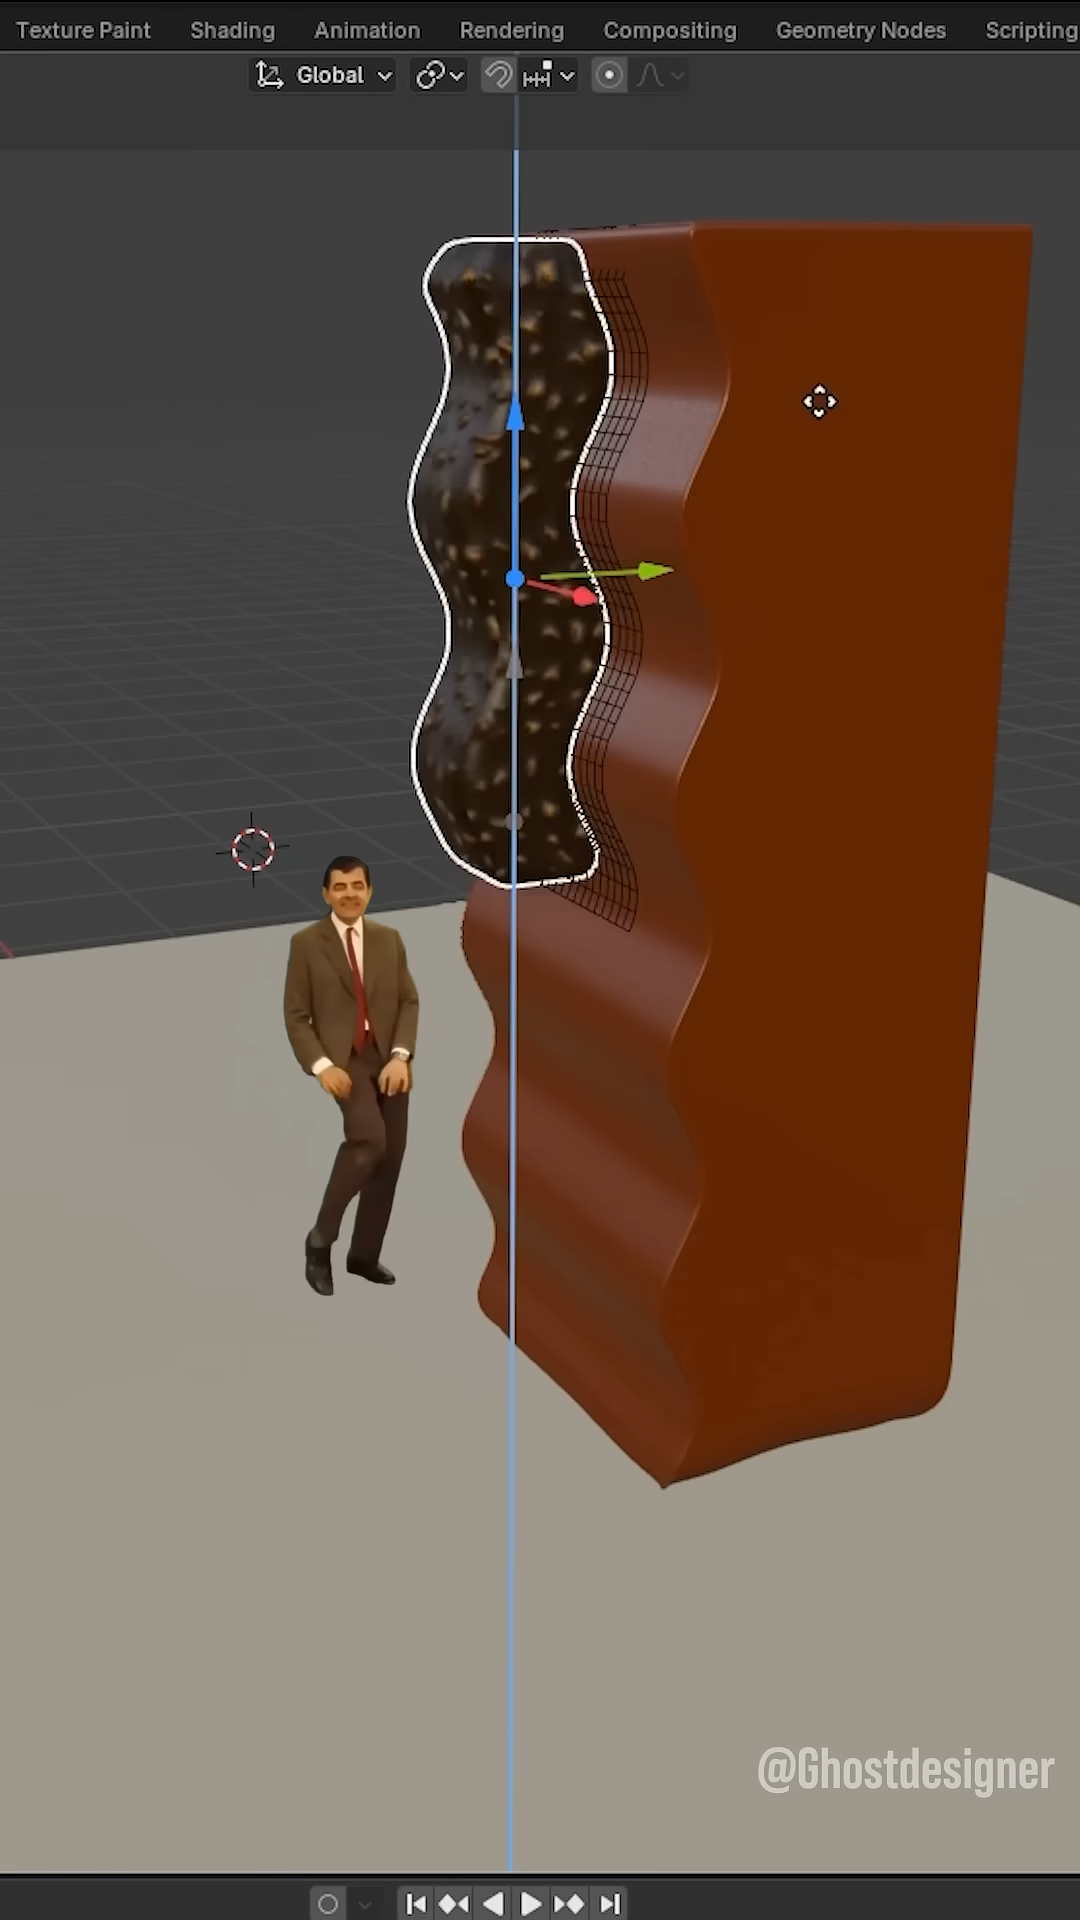 Texture Paint Shading Animation Rendering Compositing Geometry Nodes Scripting
Global
@Ghostdesigner